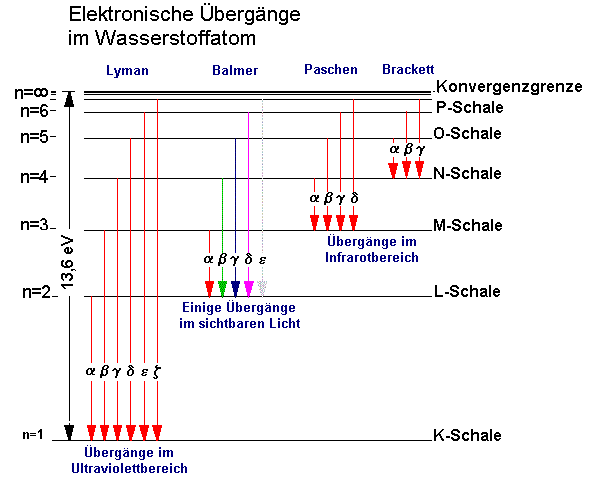 Elektronische Übergänge
im Wasserstoffatom
Lyman Balmer Paschen Brackett
n=∞ Konvergenzgrenze
n=6 P-Schale
n=5 O-Schale
α β γ
n=4 N-Schale
α β γ δ
n=3 M-Schale
Übergänge im
Infrarotbereich
α β γ δ ε
13,6 eV
n=2 L-Schale
Einige Übergänge
im sichtbaren Licht
α β γ δ ε ζ
n=1 K-Schale
Übergänge im
Ultraviolettbereich